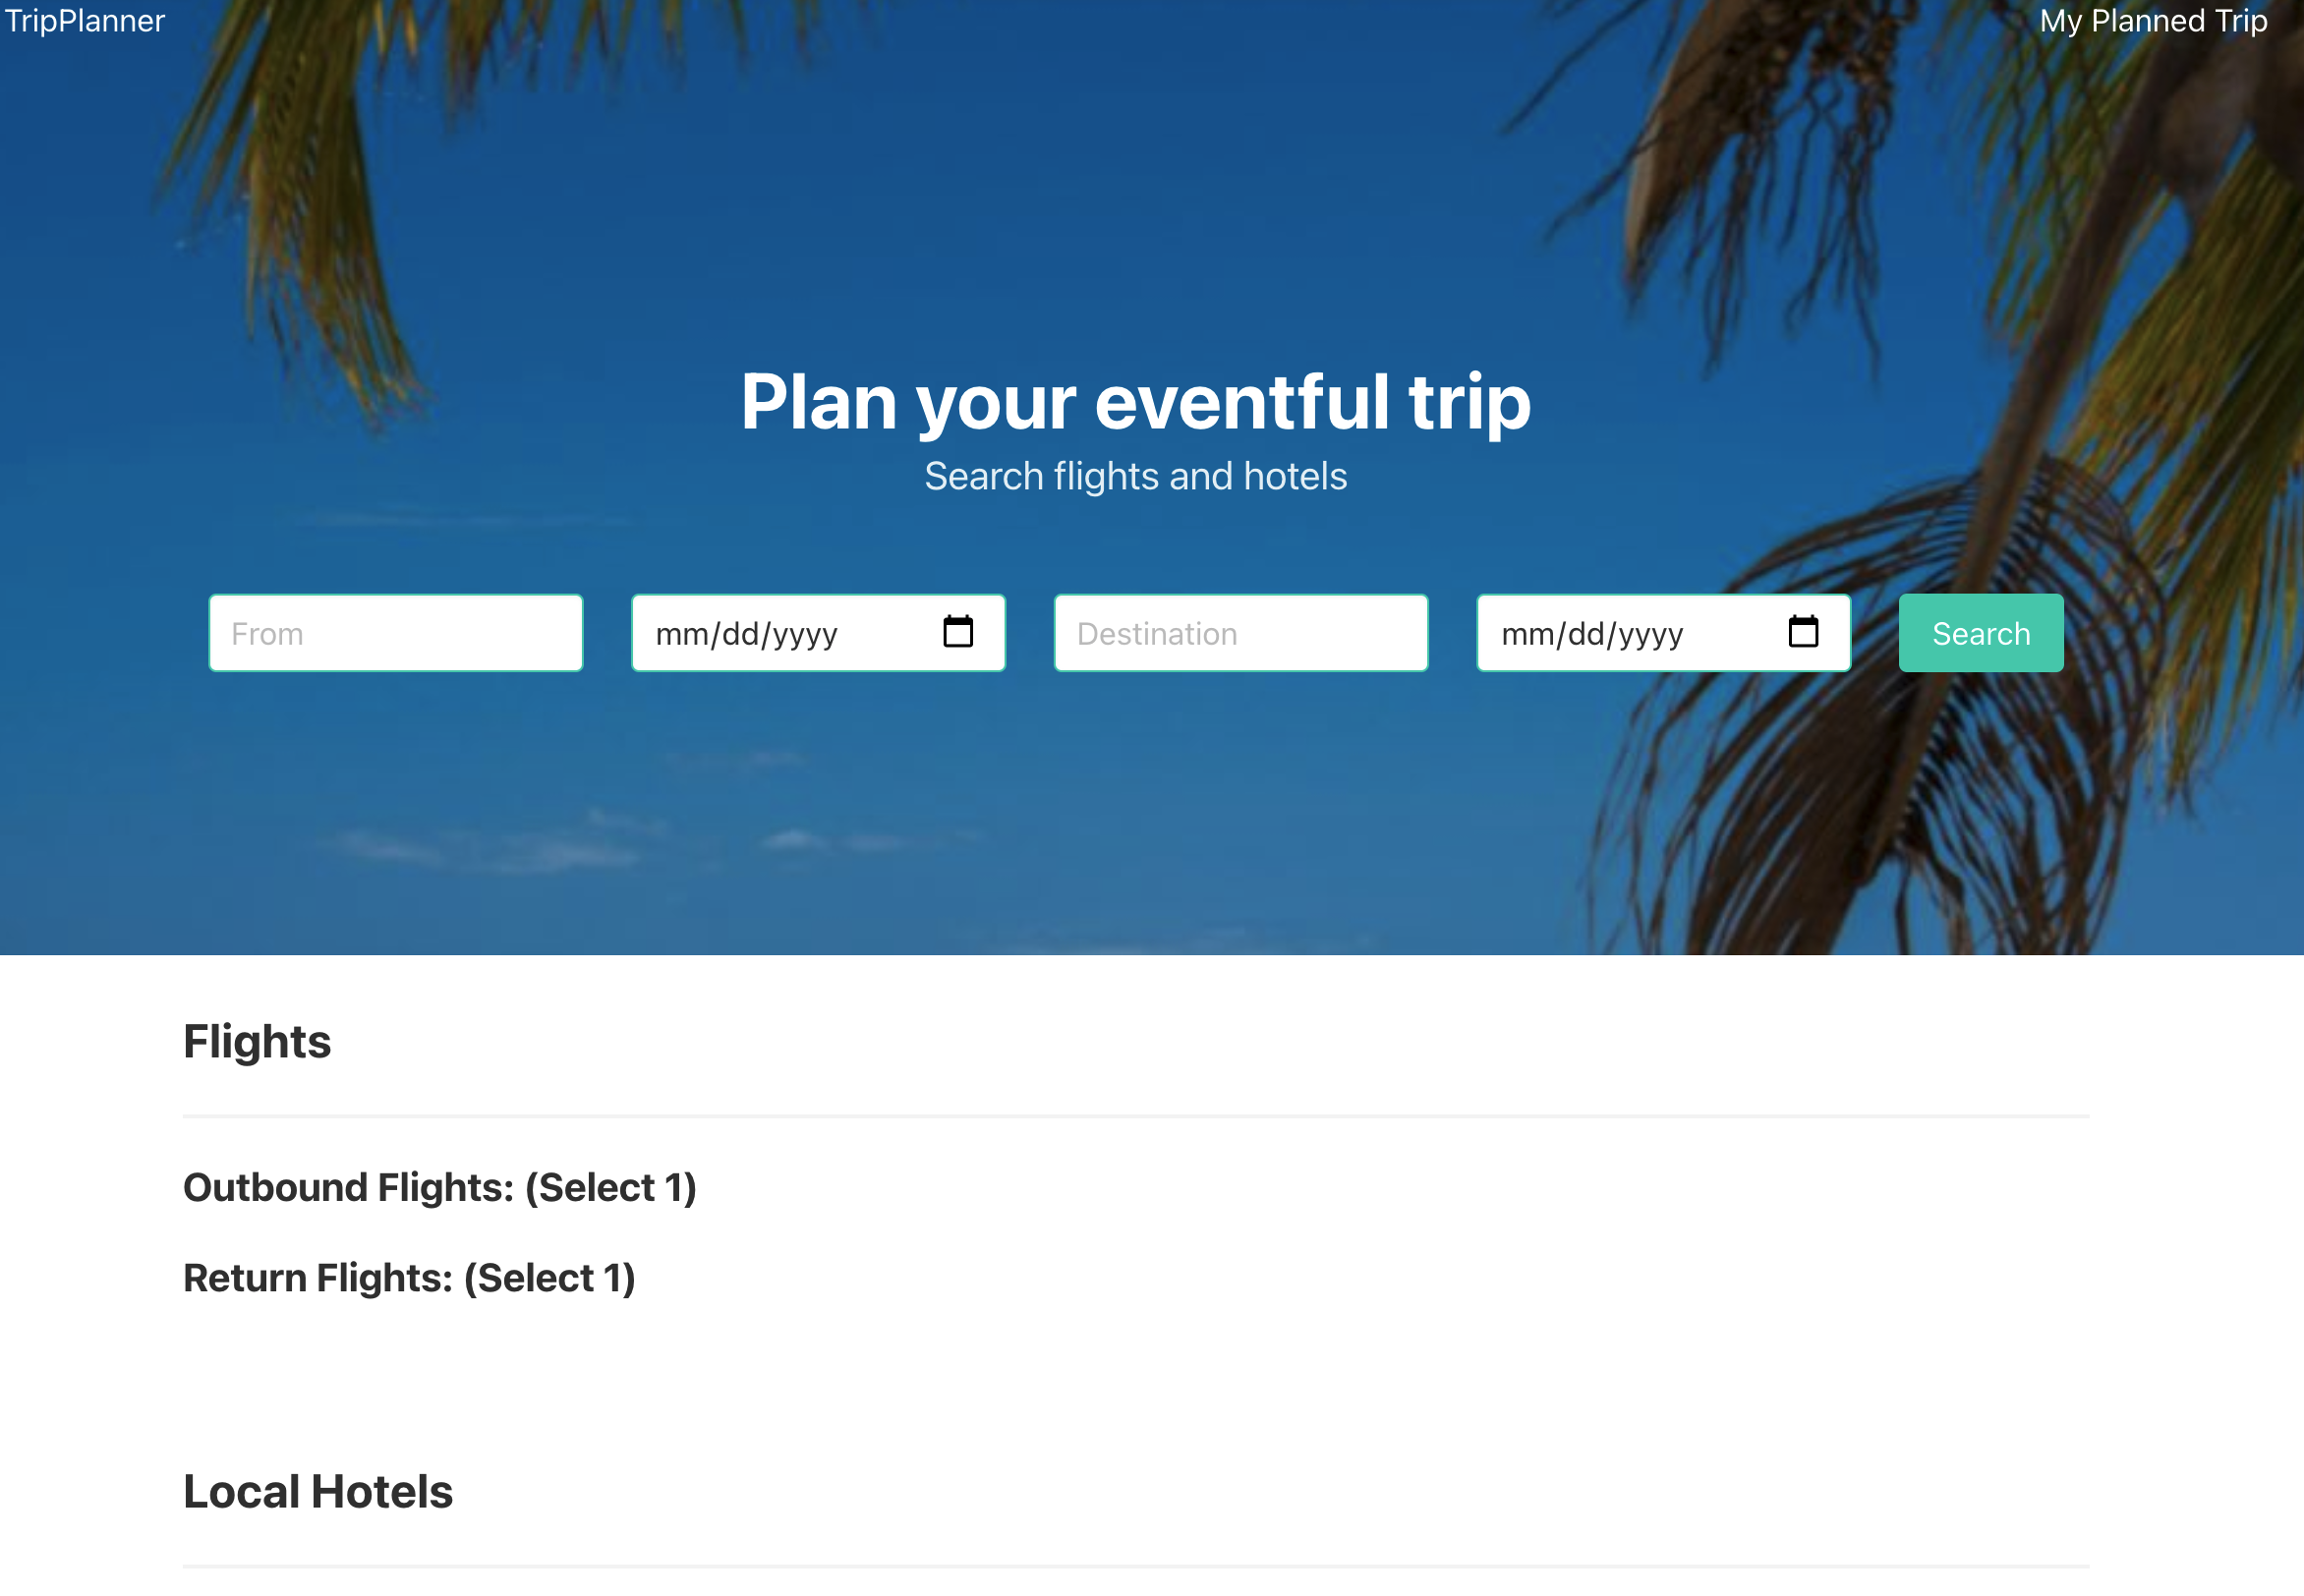 TripPlanner
My Planned Trip
Plan your eventful trip
Search flights and hotels
From
mm/dd/yyyy
Destination
mm/dd/yyyy
Search
Flights
Outbound Flights: (Select 1)
Return Flights: (Select 1)
Local Hotels